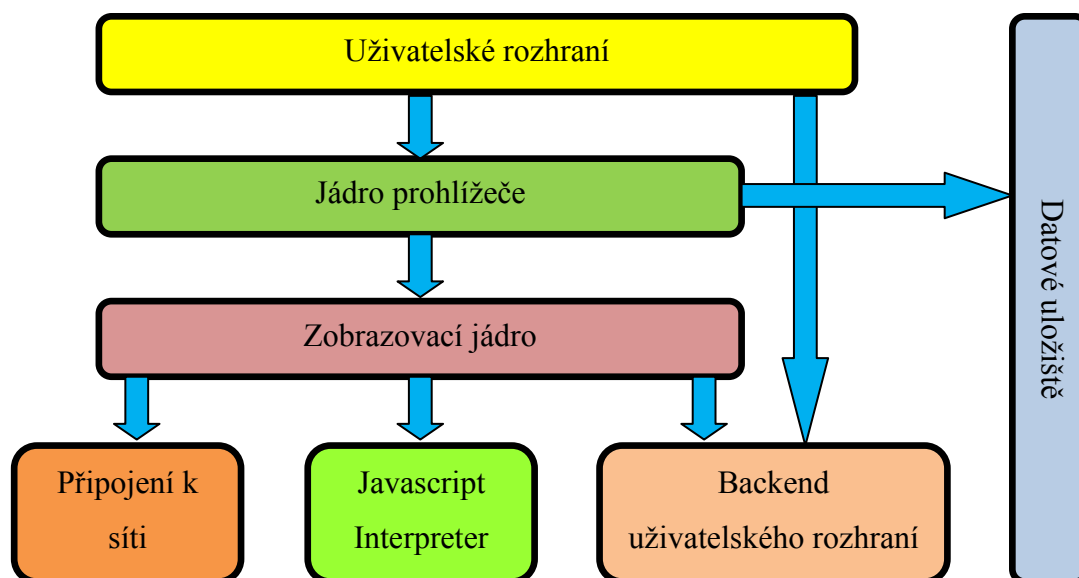 Uživatelské rozhraní
Jádro prohlížeče
Datové uložiště
Zobrazovací jádro
Připojení k
síti
Javascript
Interpreter
Backend
uživatelského rozhraní